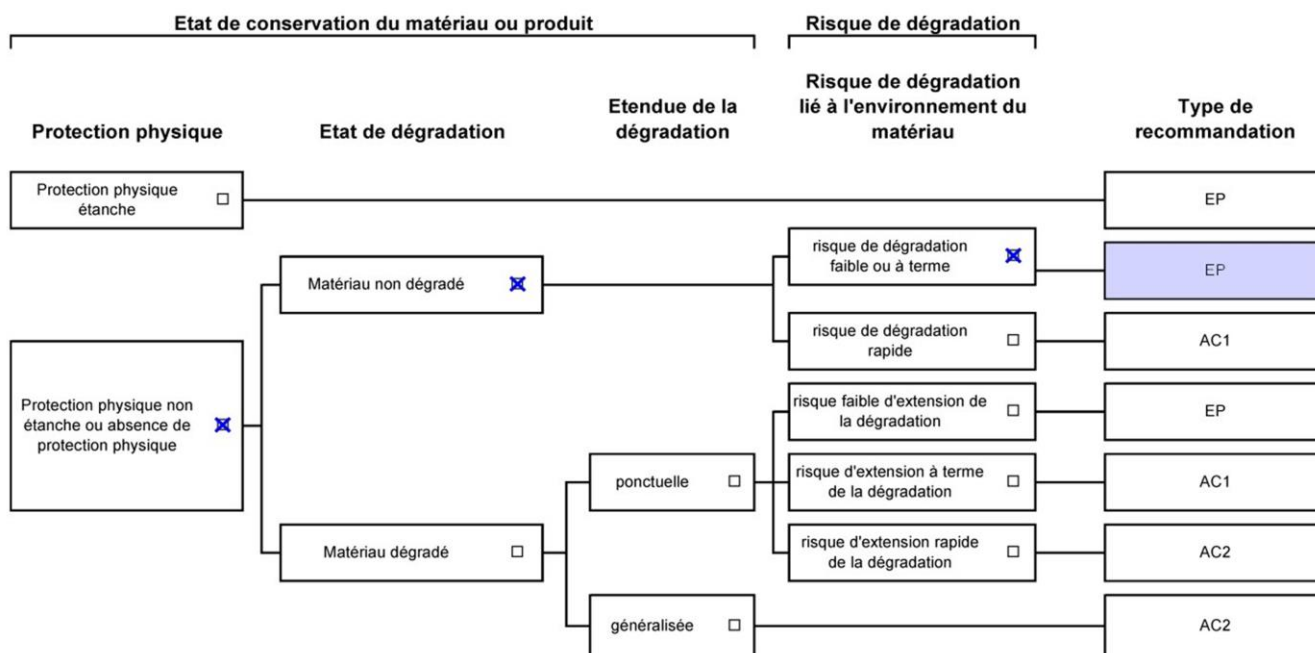 Etat de conservation du matériau ou produit
Risque de dégradation
Protection physique
Etat de dégradation
Etendue de la
dégradation
Risque de dégradation
lié à l'environnement du
matériau
Type de
recommandation
Protection physique
étanche
EP
risque de dégradation
faible ou à terme
EP
Matériau non dégradé
risque de dégradation
rapide
AC1
Protection physique non
étanche ou absence de
protection physique
risque faible d'extension de
la dégradation
EP
ponctuelle
risque d'extension à terme
de la dégradation
AC1
Matériau dégradé
risque d'extension rapide
de la dégradation
AC2
généralisée
AC2